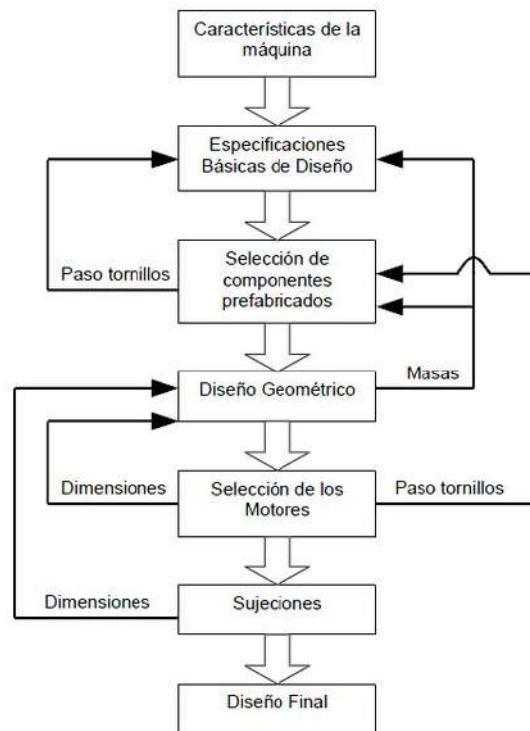 Características de la
máquina
Especificaciones
Básicas de Diseño
Paso tornillos
Selección de
componentes
prefabricados
Masas
Diseño Geométrico
Dimensiones
Selección de los
Motores
Paso tornillos
Dimensiones
Sujeciones
Diseño Final